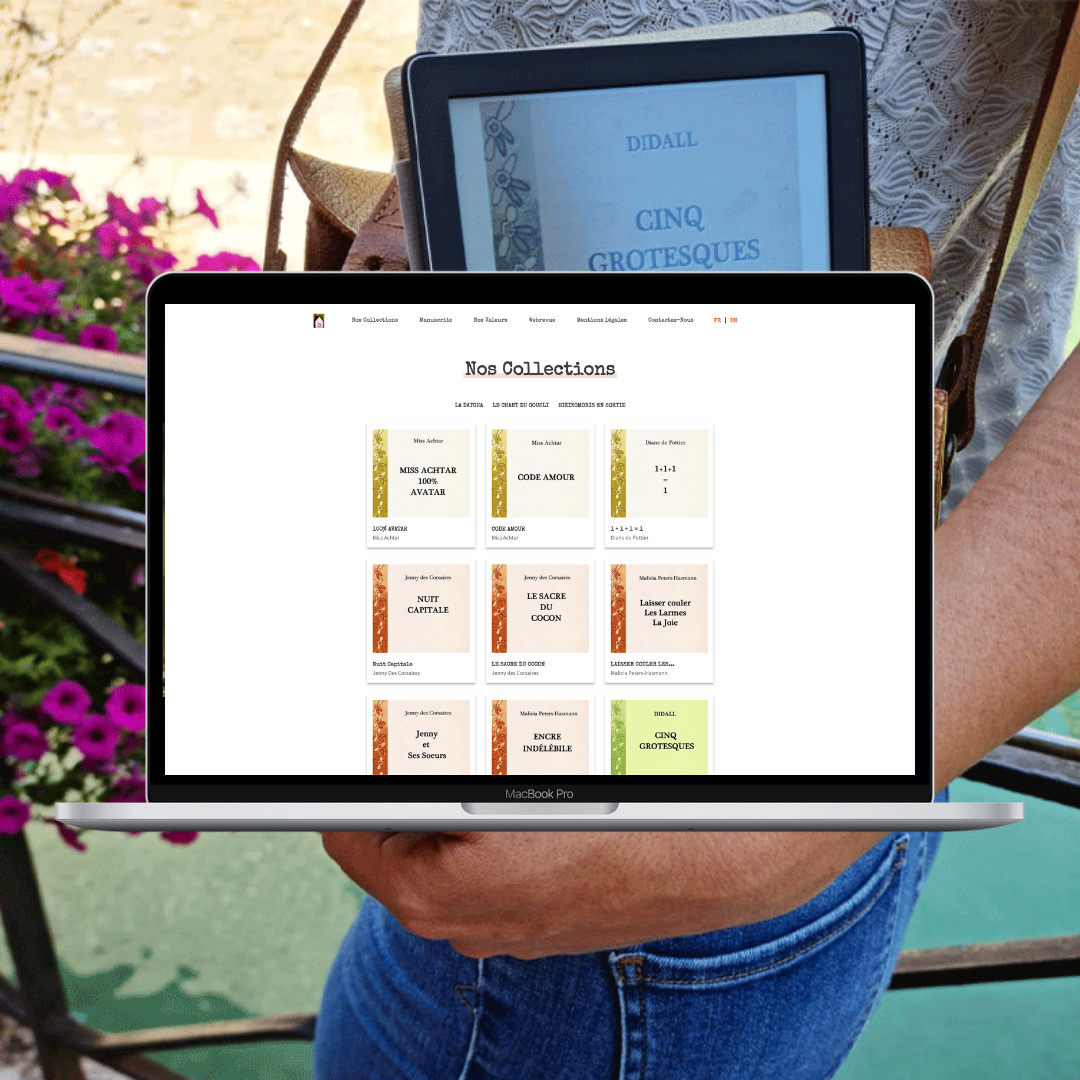 DIDALL
CINQ
GROTESQUES
Nos Collections Manuscrits Nos Valeurs Webrevue Mentions légales Contactez-Nous FR | EN
Nos Collections
LA DATCHA LE CHANT DU GOUSLI HIKIKOMORIS EN SORTIE
Miss Achtar
MISS ACHTAR
100%
AVATAR
100% AVATAR
Miss Achtar
Miss Achtar
CODE AMOUR
CODE AMOUR
Miss Achtar
Diane de Pottier
1+1+1
=
1
1 + 1 + 1 = 1
Diane de Pottier
Jenny des Corsaires
NUIT
CAPITALE
Nuit Capitale
Jenny Des Corsaires
Jenny des Corsaires
LE SACRE
DU
COCON
LE SACRE DU COCON
Jenny des Corsaires
Malicia Peters-Hasmann
Laisser couler
Les Larmes
La Joie
LAISSER COULER LES...
Malicia Peters-Hasmann
Jenny des Corsaires
Jenny
et
Ses Soeurs
Malicia Peters-Hasmann
ENCRE
INDÉLÉBILE
DIDALL
CINQ
GROTESQUES
MacBook Pro